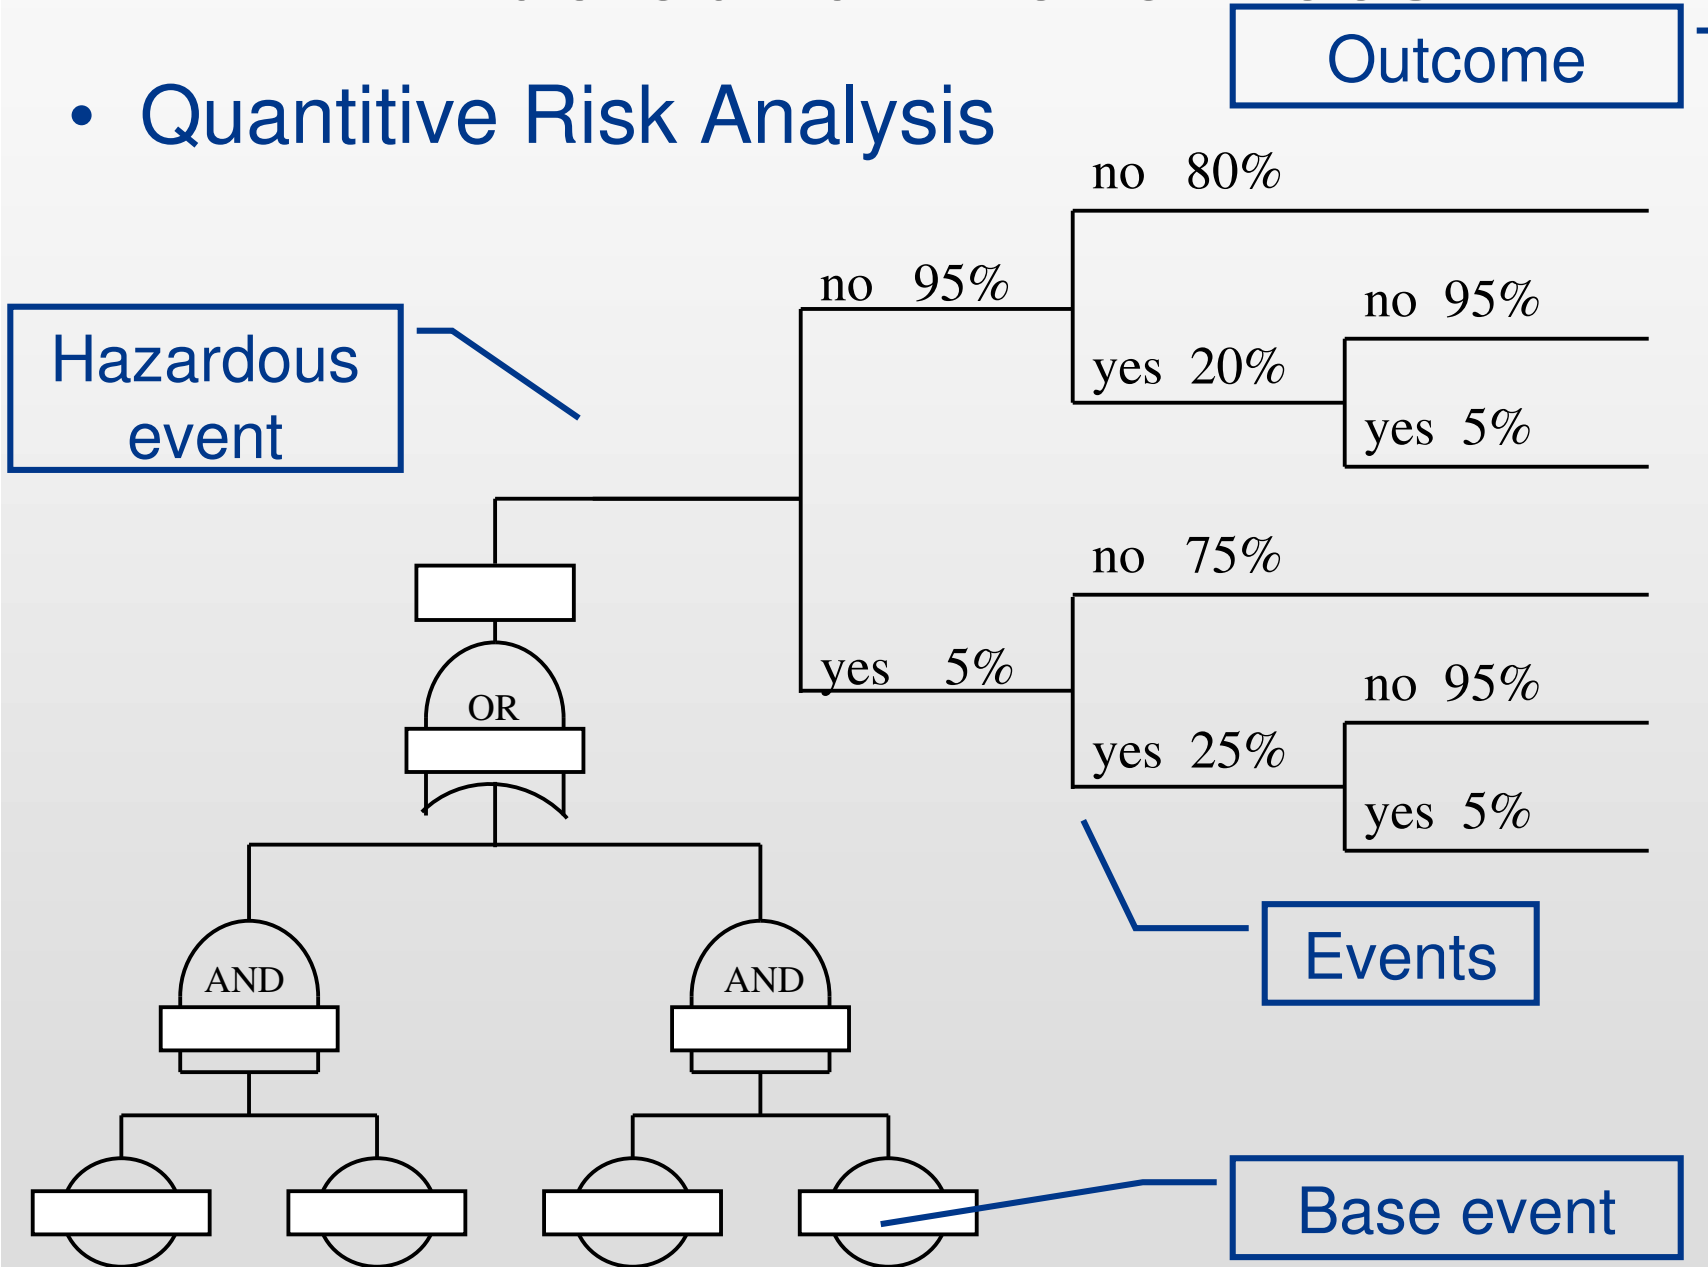 Outcome
• Quantitive Risk Analysis
no 80%
no 95%
no 95%
Hazardous
event
yes 20%
yes 5%
no 75%
yes 5%
no 95%
OR
yes 25%
yes 5%
Events
AND
AND
Base event